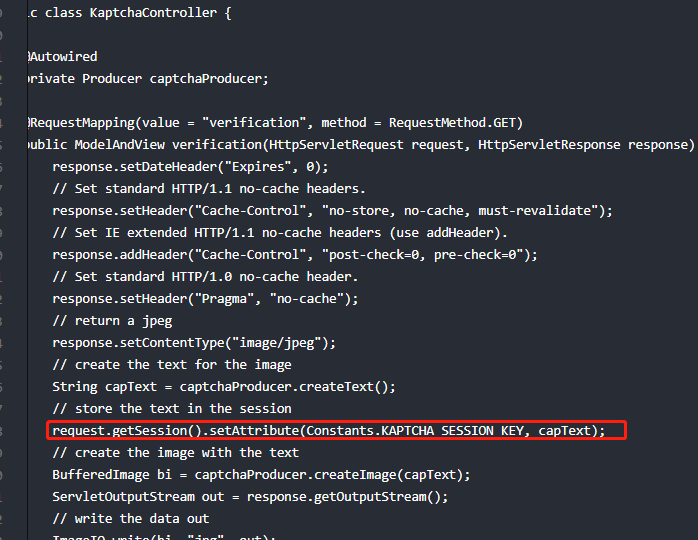 ic class KaptchaController {
@Autowired
private Producer captchaProducer;
@RequestMapping(value = "verification", method = RequestMethod.GET)
public ModelAndView verification(HttpServletRequest request, HttpServletResponse response)
response.setDateHeader("Expires", 0);
// Set standard HTTP/1.1 no-cache headers.
response.setHeader("Cache-Control", "no-store, no-cache, must-revalidate");
// Set IE extended HTTP/1.1 no-cache headers (use addHeader).
response.addHeader("Cache-Control", "post-check=0, pre-check=0");
// Set standard HTTP/1.0 no-cache header.
response.setHeader("Pragma", "no-cache");
// return a jpeg
response.setContentType("image/jpeg");
// create the text for the image
String capText = captchaProducer.createText();
// store the text in the session
request.getSession().setAttribute(Constants.KAPTCHA_SESSION_KEY, capText);
// create the image with the text
BufferedImage bi = captchaProducer.createImage(capText);
ServletOutputStream out = response.getOutputStream();
// write the data out
ImageIO.write(bi, "jpg", out);